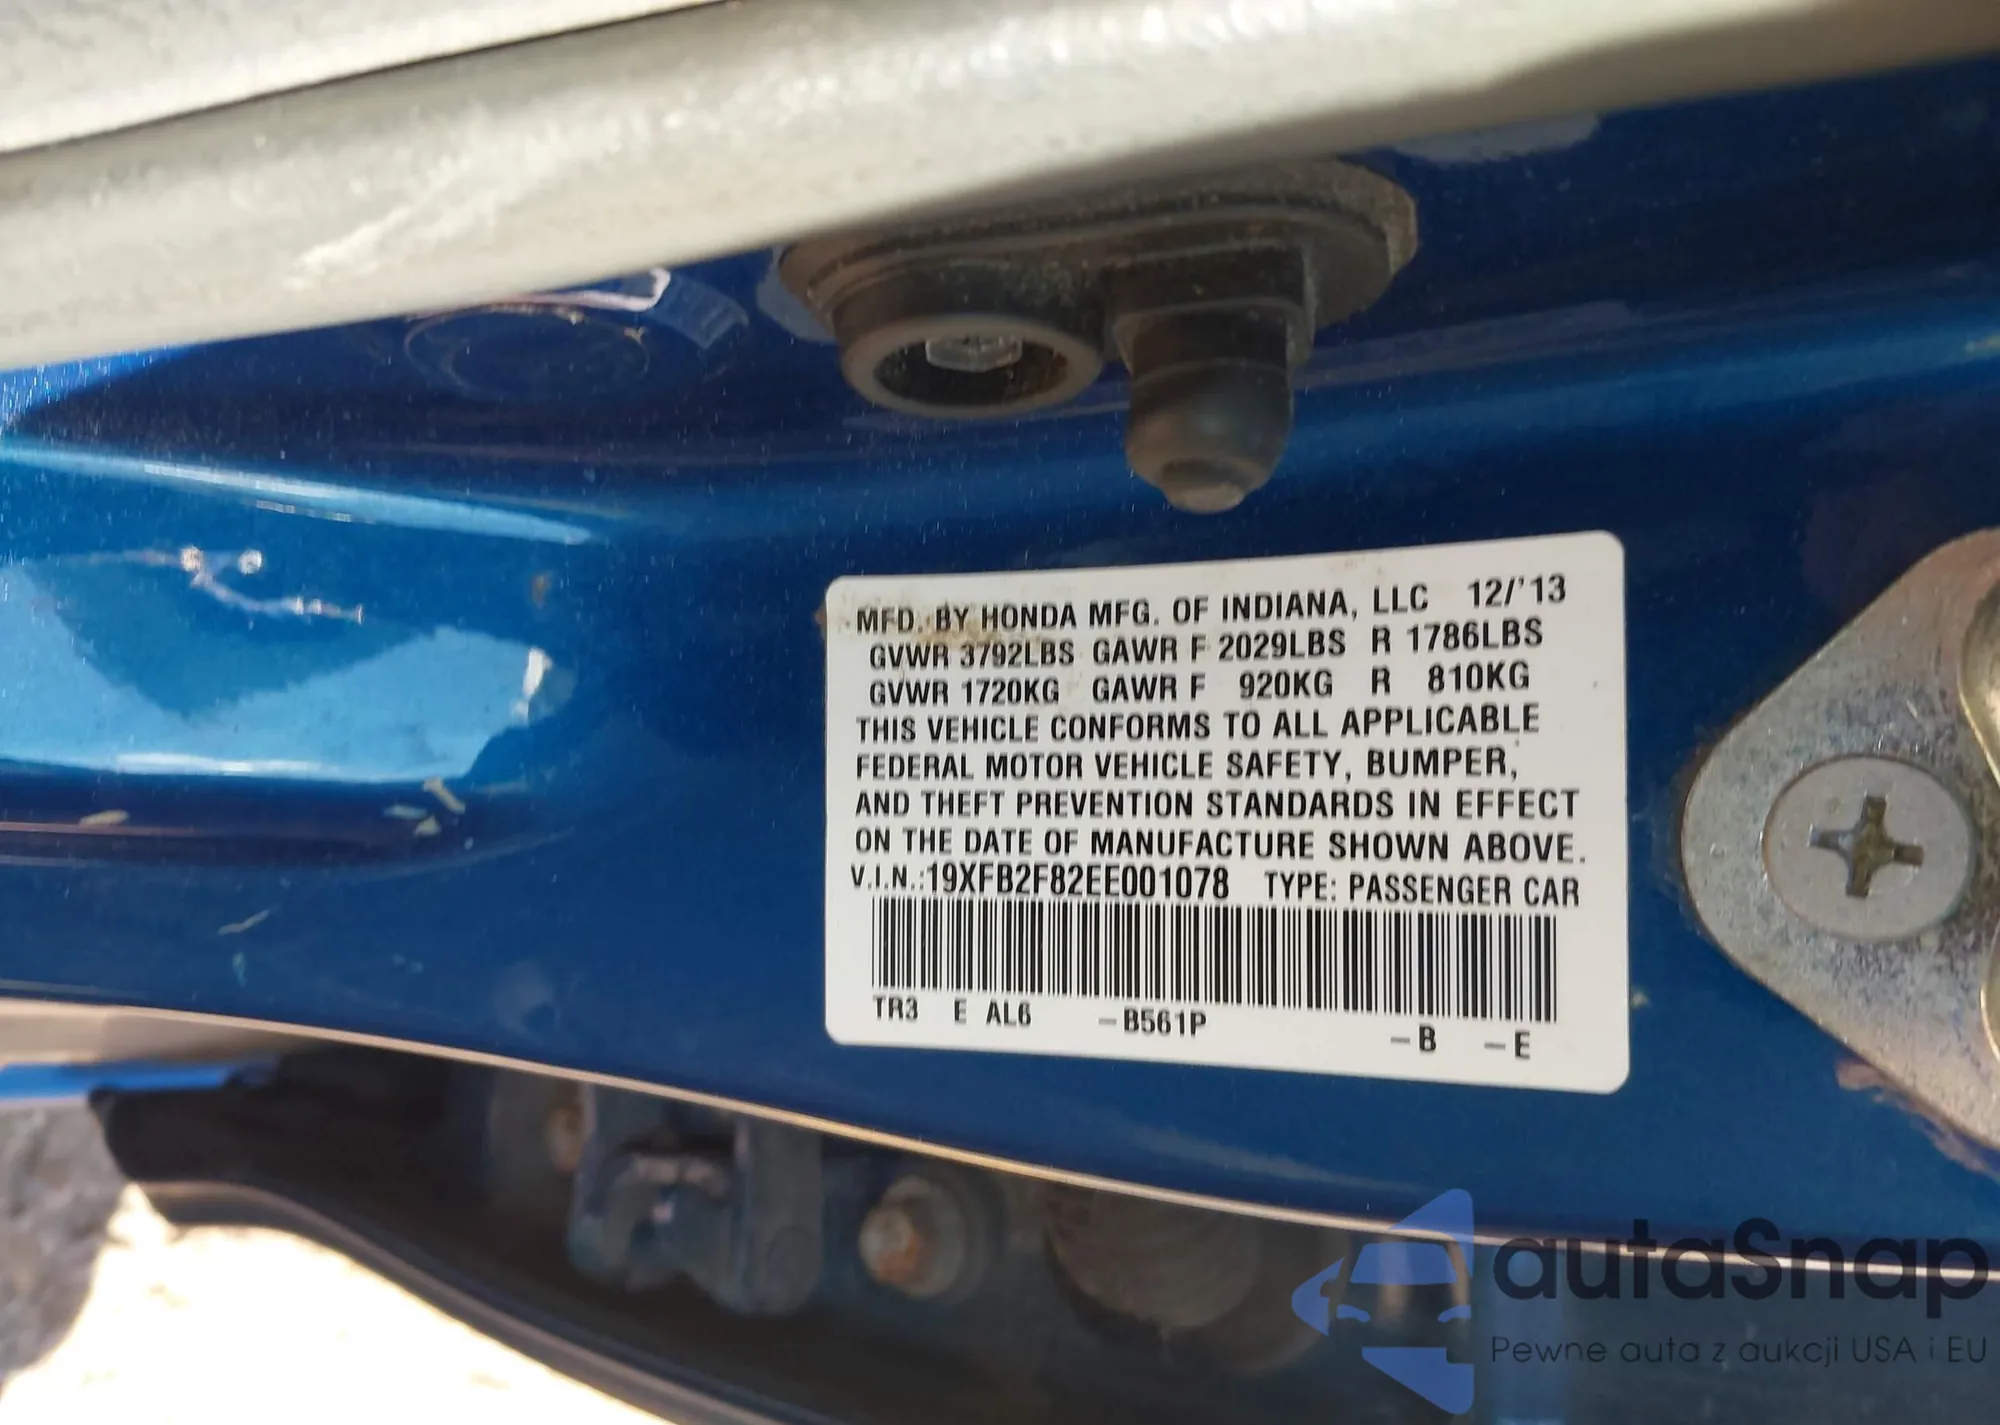 MFD. BY HONDA MFG. OF INDIANA, LLC 12/'13
GVWR 3792LBS GAWR F 2029LBS R 1786LBS
GVWR 1720KG GAWR F 920KG R 810KG
THIS VEHICLE CONFORMS TO ALL APPLICABLE
FEDERAL MOTOR VEHICLE SAFETY, BUMPER,
AND THEFT PREVENTION STANDARDS IN EFFECT
ON THE DATE OF MANUFACTURE SHOWN ABOVE.
V.I.N.:19XFB2F82EE001078 TYPE: PASSENGER CAR
TR3 E AL6 –B561P –B –E
autaSnap
Pewne auta z aukcji USA i EU